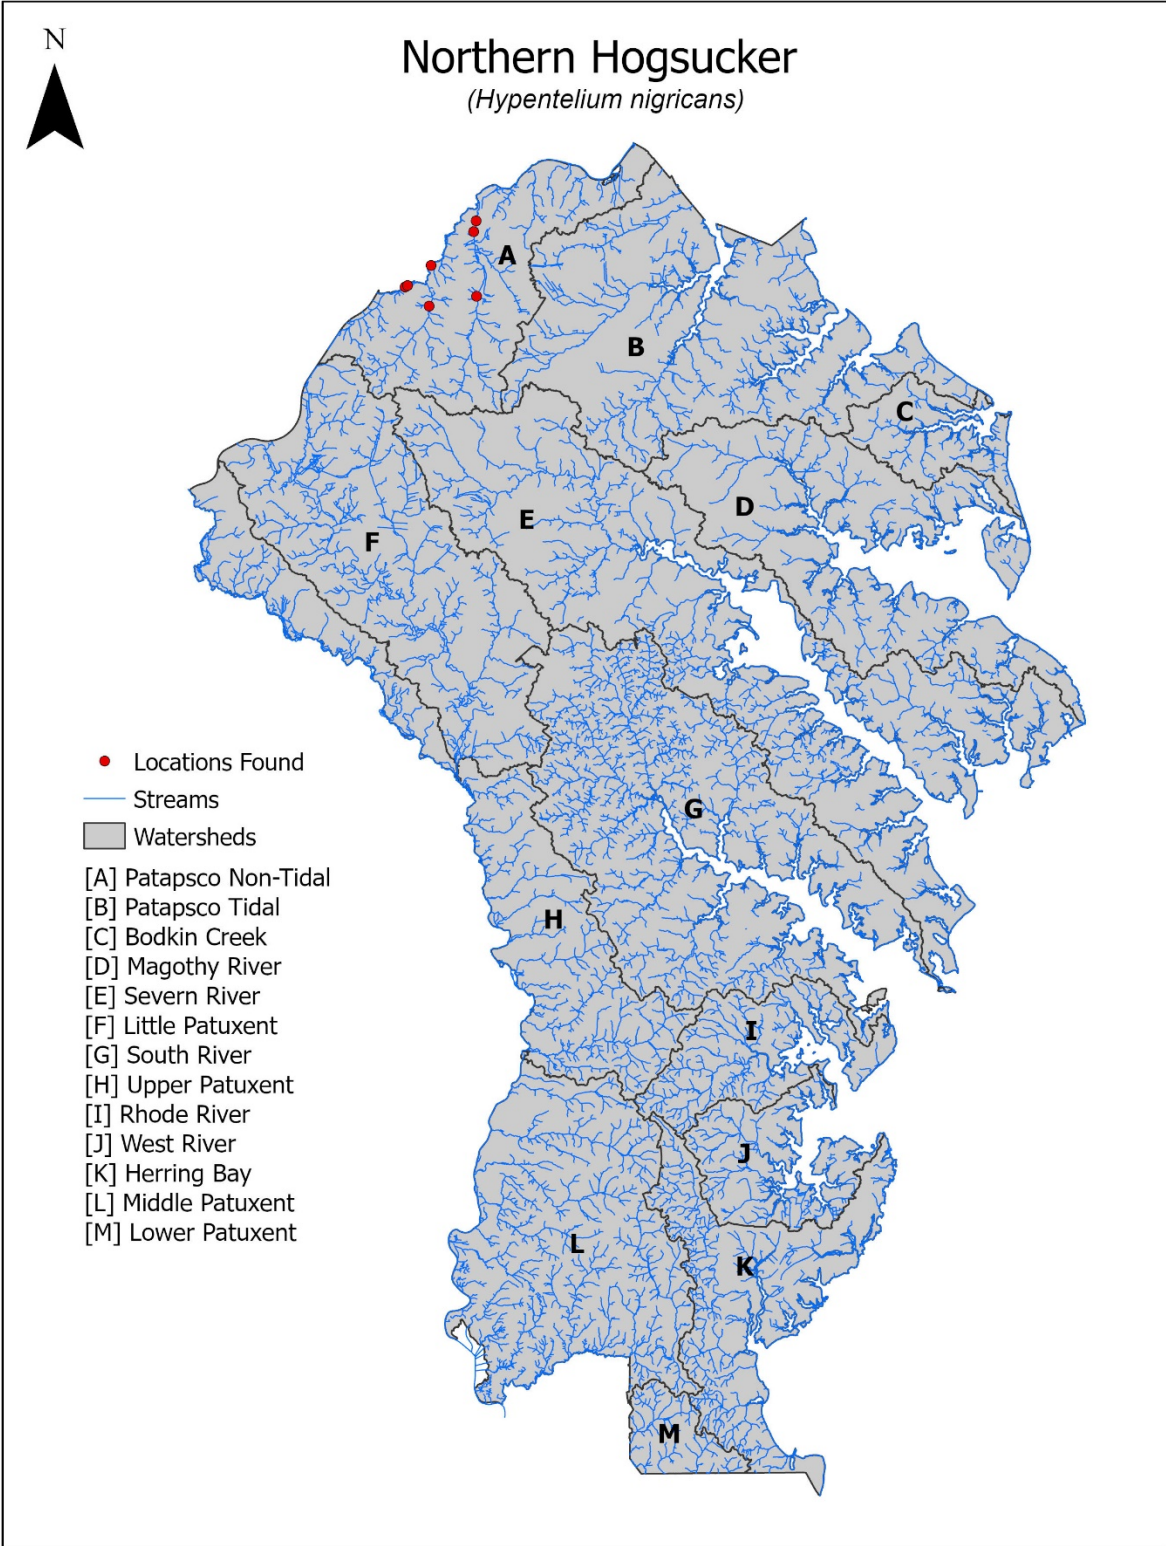 N
Northern Hogsucker
(Hypentelium nigricans)
A
B
C
D
E
F
G
H
I
J
K
L
M
Locations Found
Streams
Watersheds
[A] Patapsco Non-Tidal
[B] Patapsco Tidal
[C] Bodkin Creek
[D] Magothy River
[E] Severn River
[F] Little Patuxent
[G] South River
[H] Upper Patuxent
[I] Rhode River
[J] West River
[K] Herring Bay
[L] Middle Patuxent
[M] Lower Patuxent